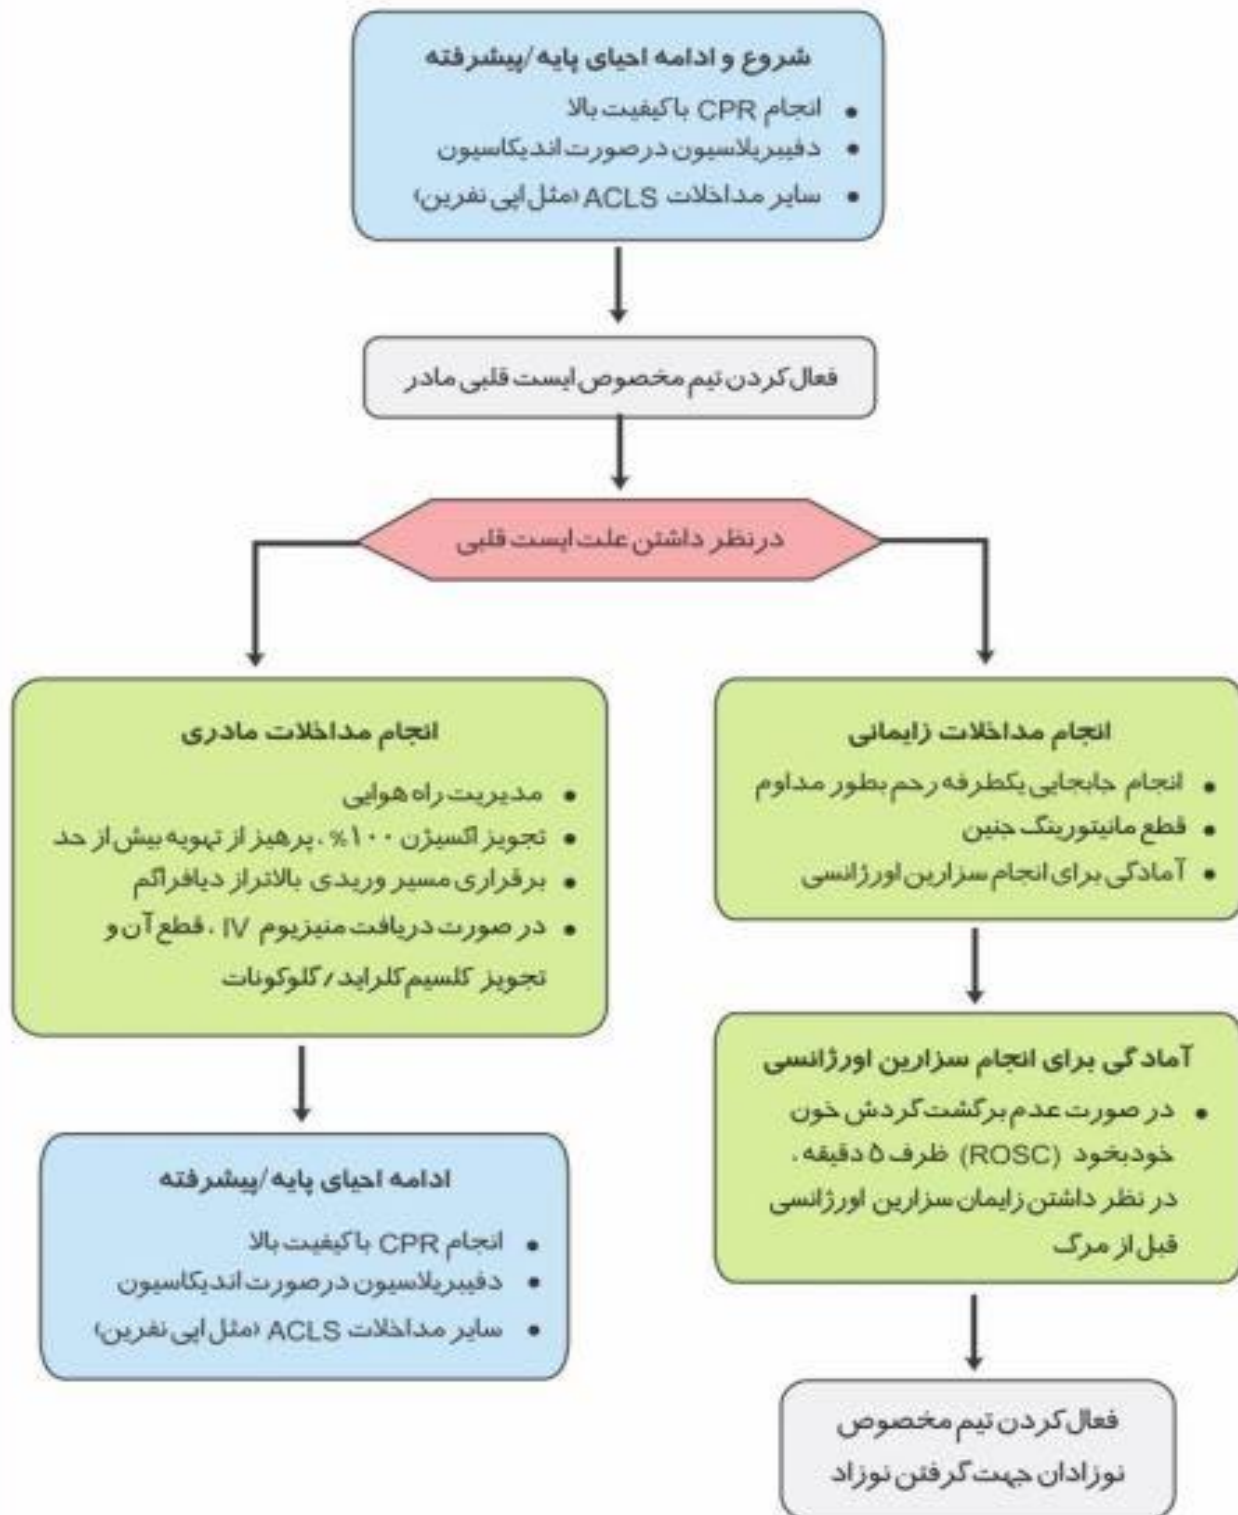 شروع و ادامه احیای پایه/پیشرفته
• انجام CPR با کیفیت بالا
• دفیبریلاسیون در صورت اندیکاسیون
• سایر مداخلات ACLS (مثل اپی نفرین)
فعال کردن تیم مخصوص ایست قلبی مادر
در نظر داشتن علت ایست قلبی
انجام مداخلات زایمانی
• انجام جابجایی یکطرفه رحم بطور مداوم
• قطع مانیتورینگ جنین
• آمادگی برای انجام سزارین اورژانسی
آمادگی برای انجام سزارین اورژانسی
• در صورت عدم برگشت گردش خون
خودبخود (ROSC) ظرف ۵ دقیقه،
در نظر داشتن زایمان سزارین اورژانسی
قبل از مرگ
فعال کردن تیم مخصوص
نوزادان جهت گرفتن نوزاد
انجام مداخلات مادری
• مدیریت راه هوایی
• تجویز اکسیژن ۱۰۰%، پرهیز از تهویه بیش از حد
• برقراری مسیر وریدی بالاتر از دیافراگم
• در صورت دریافت منیزیوم IV، قطع آن و
تجویز کلسیم کلراید/گلوکونات
ادامه احیای پایه/پیشرفته
• انجام CPR با کیفیت بالا
• دفیبریلاسیون در صورت اندیکاسیون
• سایر مداخلات ACLS (مثل اپی نفرین)